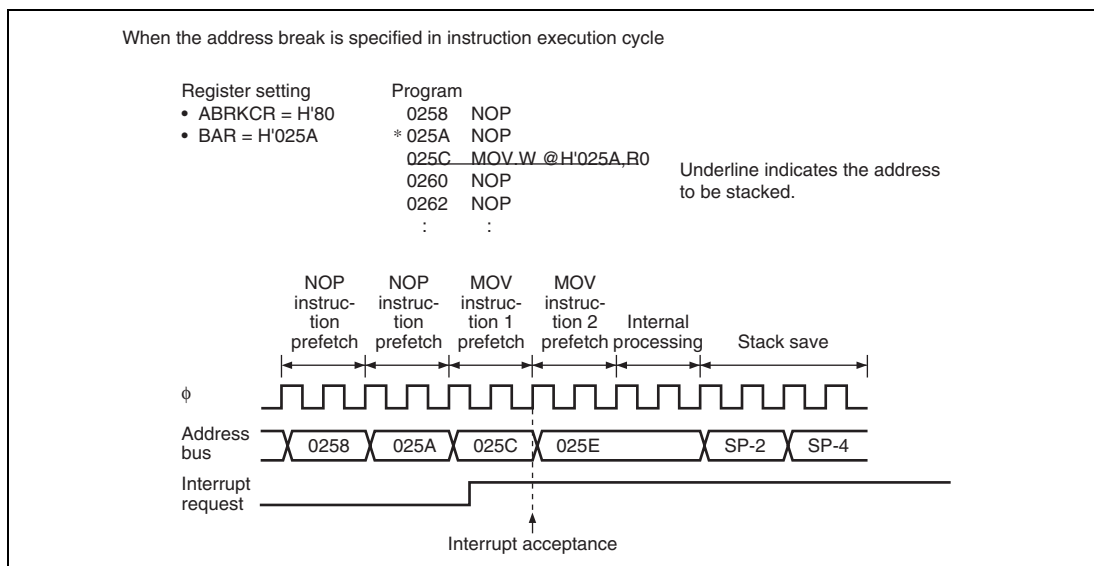 When the address break is specified in instruction execution cycle
Register setting
• ABRKCR = H'80
• BAR = H'025A
Program
0258 NOP
* 025A NOP
025C MOV.W @H'025A,R0
0260 NOP
0262 NOP
: :
Underline indicates the address
to be stacked.
NOP
instruc-
tion
prefetch
NOP
instruc-
tion
prefetch
MOV
instruc-
tion 1
prefetch
MOV
instruc-
tion 2
prefetch
Internal
processing
Stack save
φ
Address
bus
0258 025A 025C 025E SP-2 SP-4
Interrupt
request
Interrupt acceptance